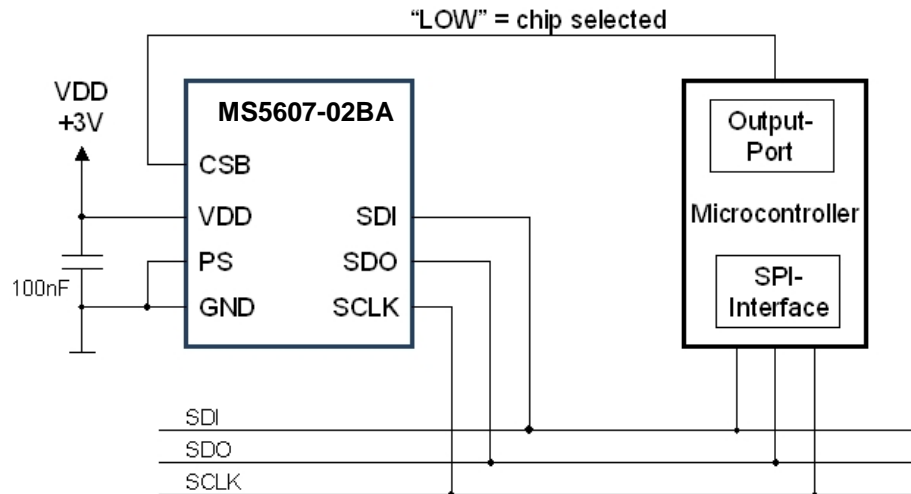 “LOW” = chip selected
VDD
+3V
100nF
MS5607-02BA
CSB
VDD
PS
GND
SDI
SDO
SCLK
Output-
Port
Microcontroller
SPI-
Interface
SDI
SDO
SCLK